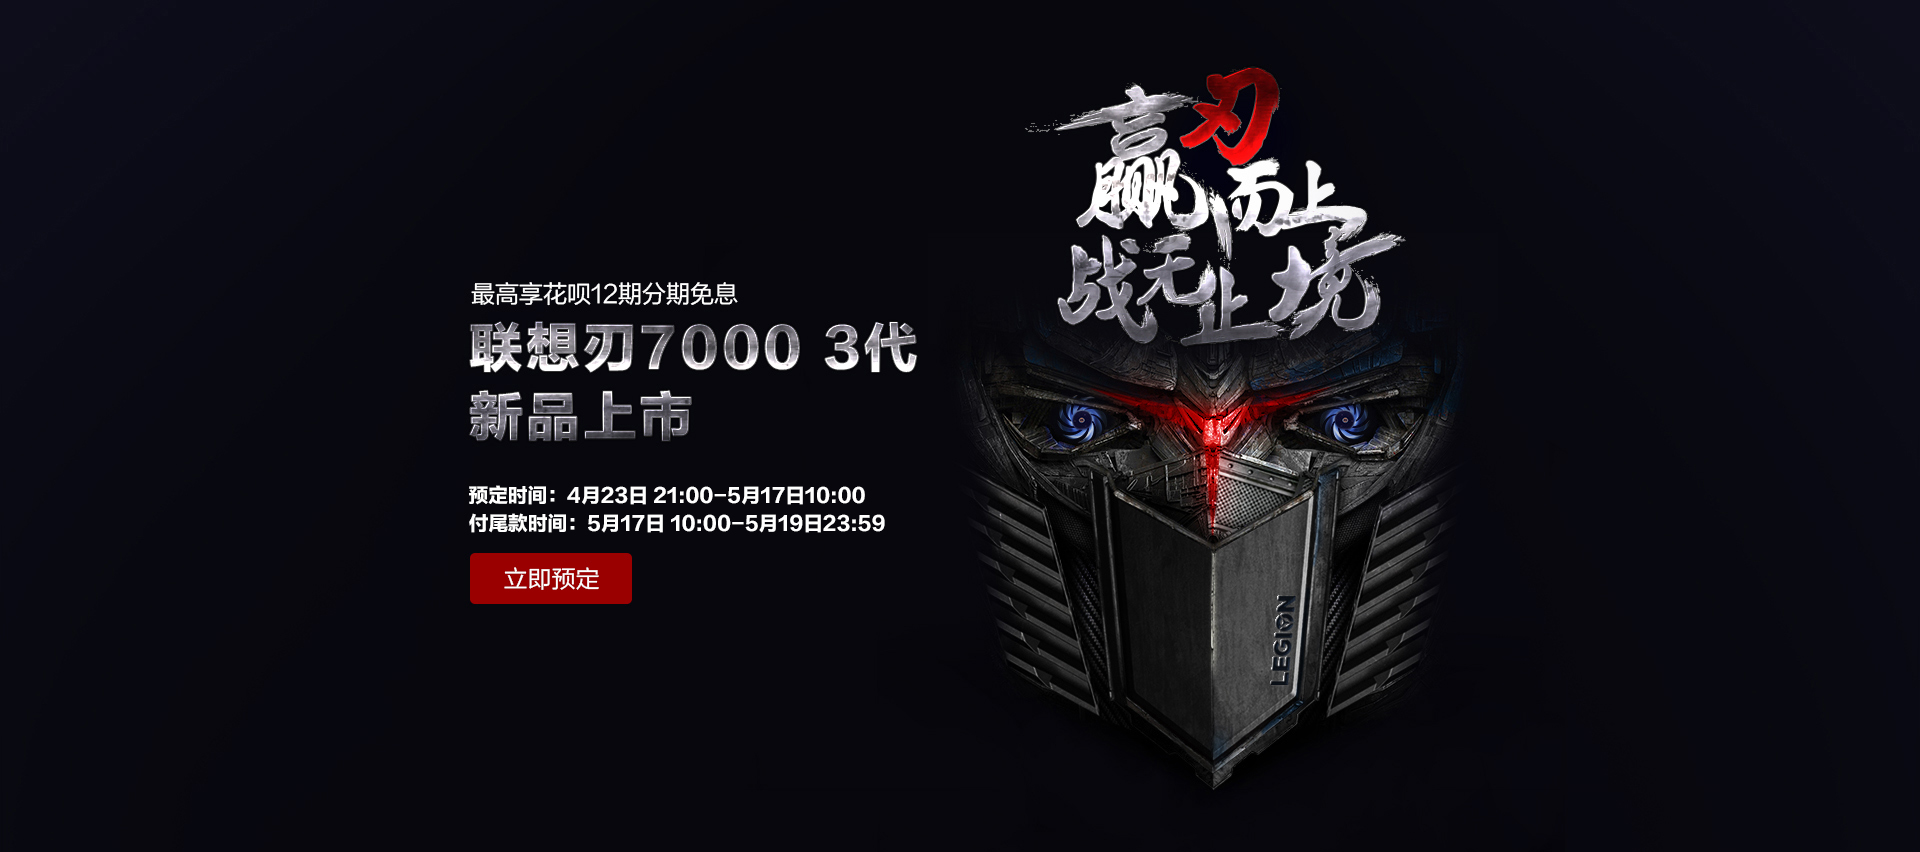 最高享花呗12期分期免息
联想刃7000 3代
新品上市
预定时间：4月23日 21:00-5月17日10:00
付尾款时间：5月17日 10:00-5月19日23:59
立即预定
赢刃而上
战无止境
LEGION